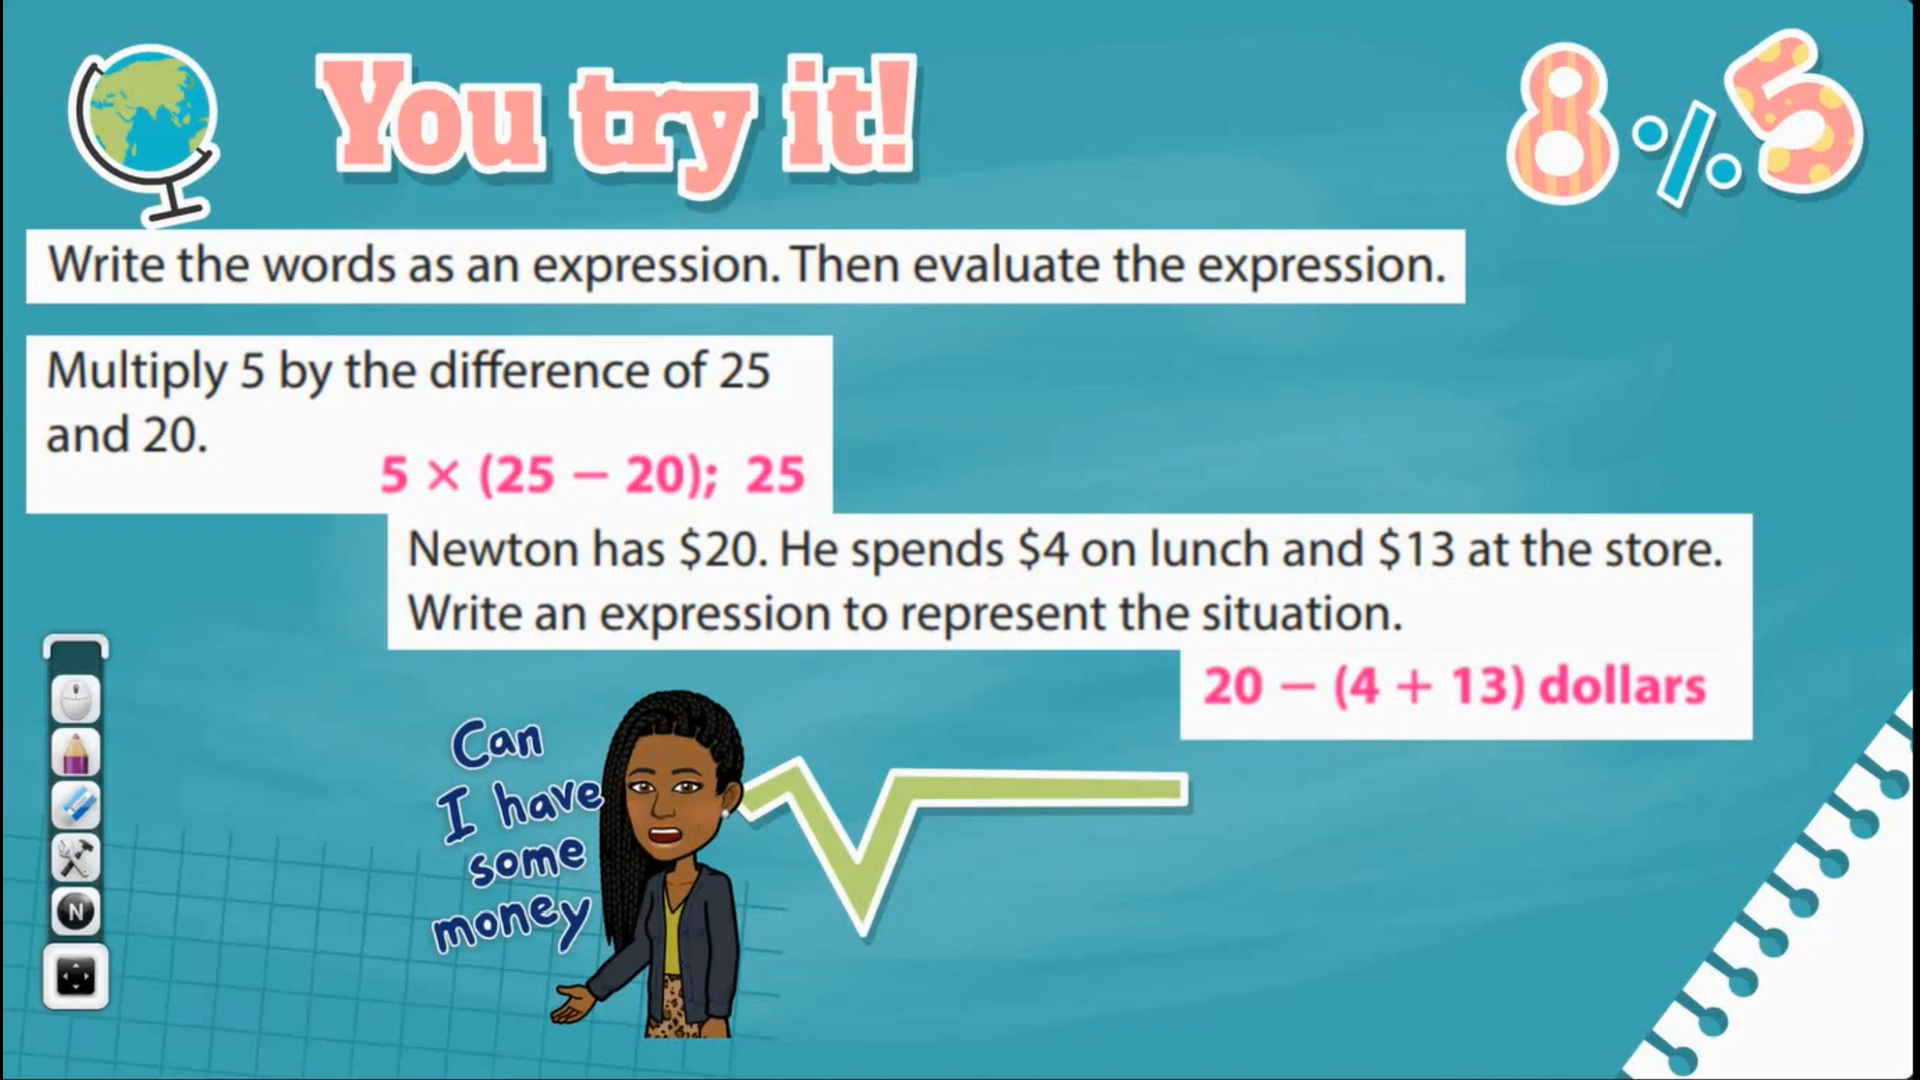 You try it!
8 % 5
Write the words as an expression. Then evaluate the expression.
Multiply 5 by the difference of 25
and 20.
5 × (25 − 20); 25
Newton has $20. He spends $4 on lunch and $13 at the store.
Write an expression to represent the situation.
20 − (4 + 13) dollars
Can
I have
some
money
N